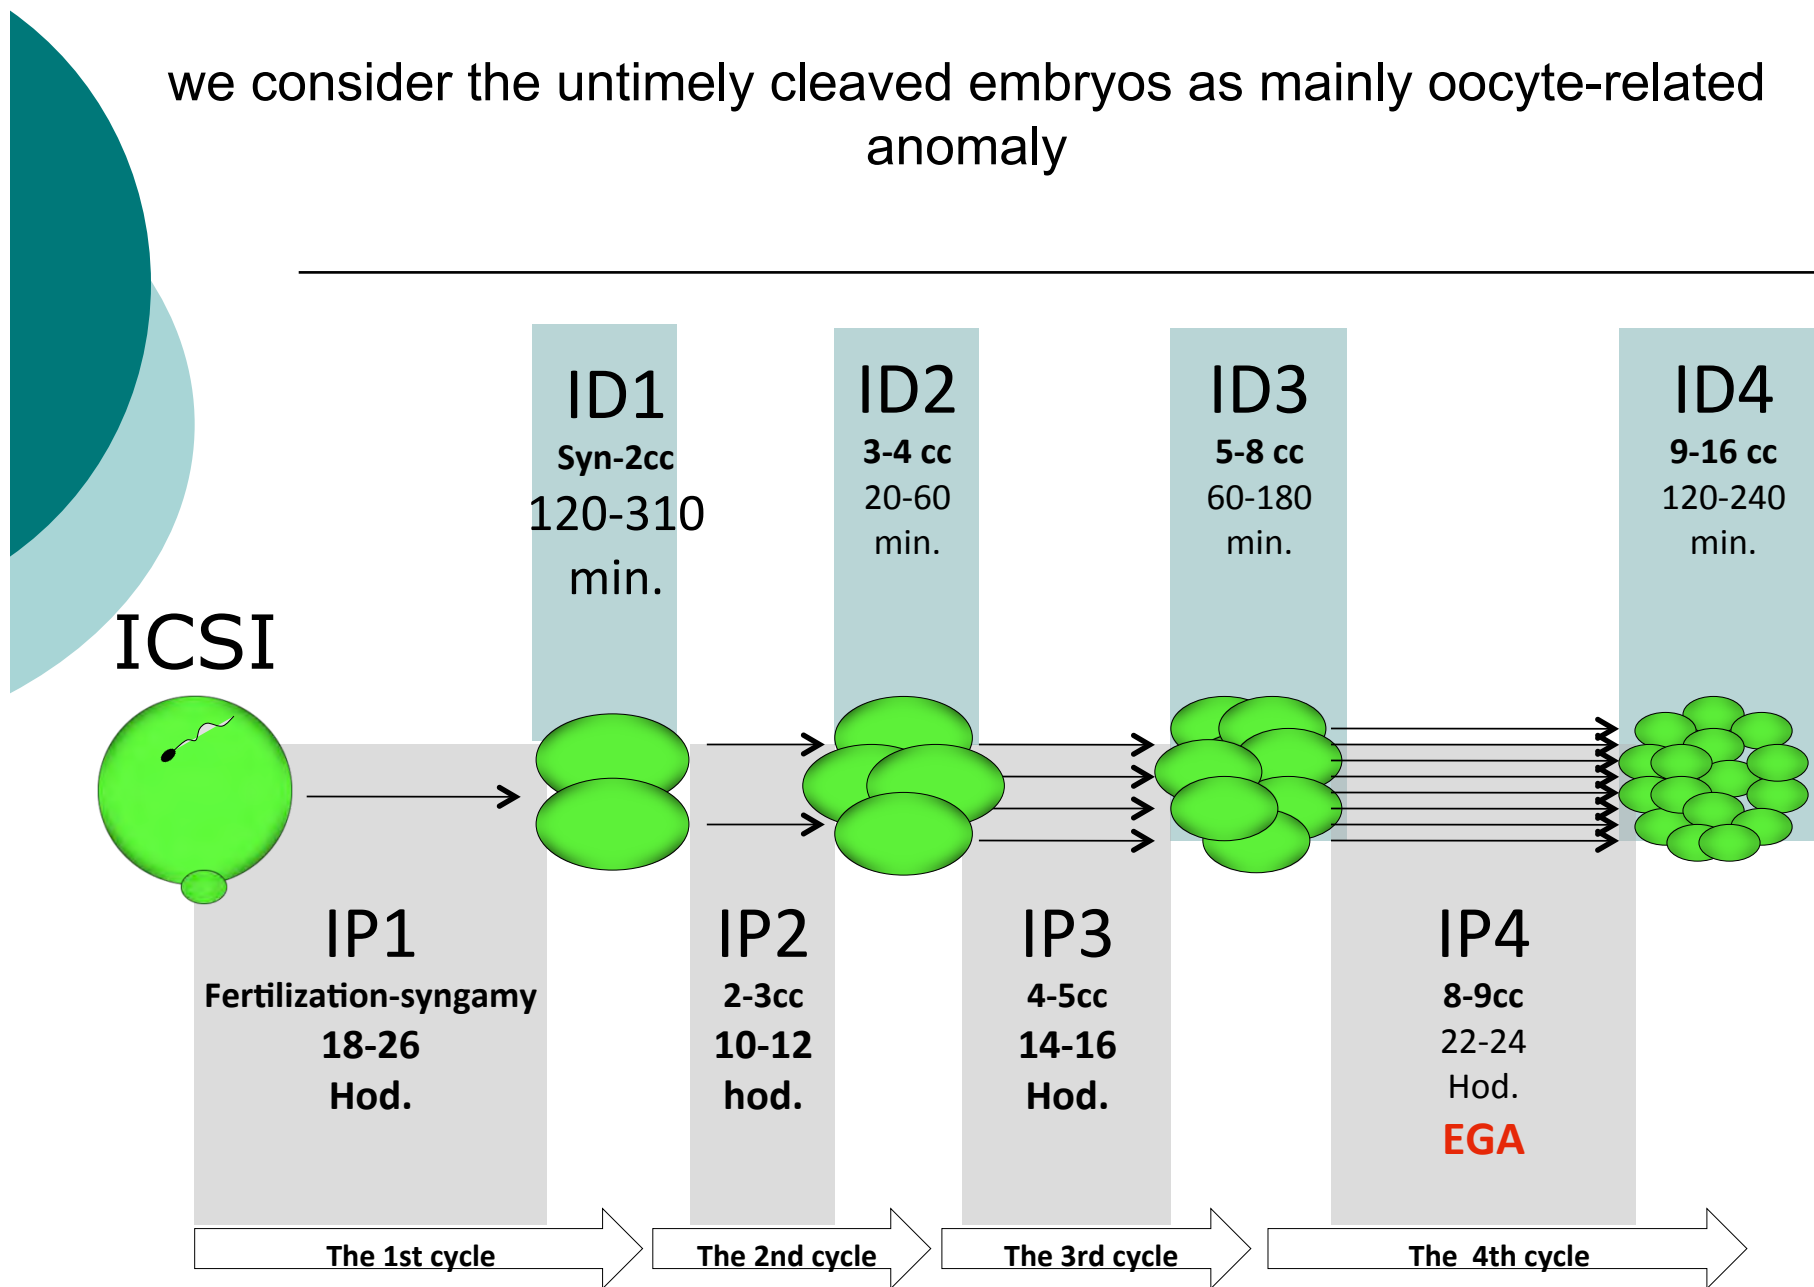 we consider the untimely cleaved embryos as mainly oocyte-related
anomaly
ID1
Syn-2cc
120-310
min.
ID2
3-4 cc
20-60
min.
ID3
5-8 cc
60-180
min.
ID4
9-16 cc
120-240
min.
ICSI
IP1
Fertilization-syngamy
18-26
Hod.
IP2
2-3cc
10-12
hod.
IP3
4-5cc
14-16
Hod.
IP4
8-9cc
22-24
Hod.
EGA
The 1st cycle
The 2nd cycle
The 3rd cycle
The 4th cycle